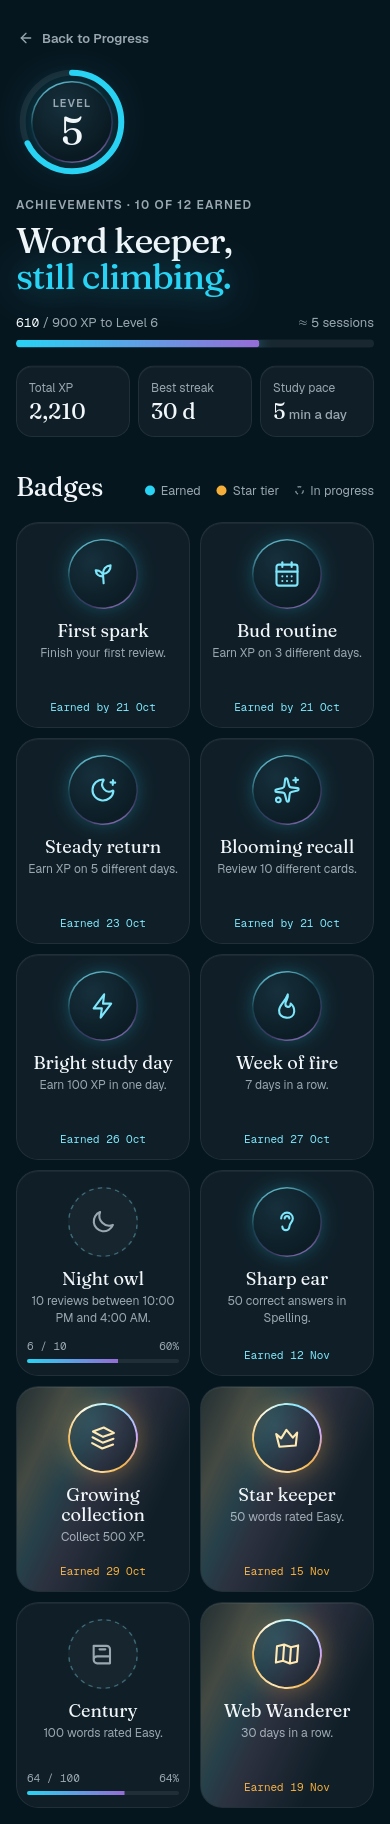 Back to Progress
LEVEL
5
ACHIEVEMENTS · 10 OF 12 EARNED
Word keeper,
still climbing.
610 / 900 XP to Level 6
≈ 5 sessions
Total XP
2,210
Best streak
30 d
Study pace
5 min a day
Badges
Earned
Star tier
In progress
First spark
Finish your first review.
Earned by 21 Oct
Bud routine
Earn XP on 3 different days.
Earned by 21 Oct
Steady return
Earn XP on 5 different days.
Earned 23 Oct
Blooming recall
Review 10 different cards.
Earned by 21 Oct
Bright study day
Earn 100 XP in one day.
Earned 26 Oct
Week of fire
7 days in a row.
Earned 27 Oct
Night owl
10 reviews between 10:00
PM and 4:00 AM.
6 / 10
60%
Sharp ear
50 correct answers in
Spelling.
Earned 12 Nov
Growing
collection
Collect 500 XP.
Earned 29 Oct
Star keeper
50 words rated Easy.
Earned 15 Nov
Century
100 words rated Easy.
64 / 100
64%
Web Wanderer
30 days in a row.
Earned 19 Nov